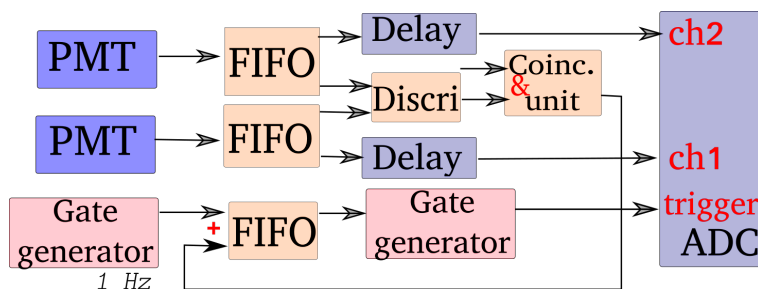 PMT
FIFO
Delay
ch2
Discri
Coinc.
&
unit
PMT
FIFO
Delay
ch1
Gate
generator
1 Hz
+
FIFO
Gate
generator
trigger
ADC